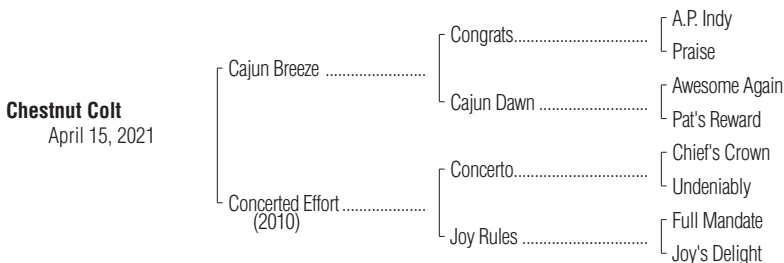 Chestnut Colt
April 15, 2021
Cajun Breeze ........................
Concerted Effort ....................
(2010)
Congrats................................
Cajun Dawn ..........................
Concerto................................
Joy Rules ..............................
A.P. Indy
Praise
Awesome Again
Pat's Reward
Chief's Crown
Undeniably
Full Mandate
Joy's Delight